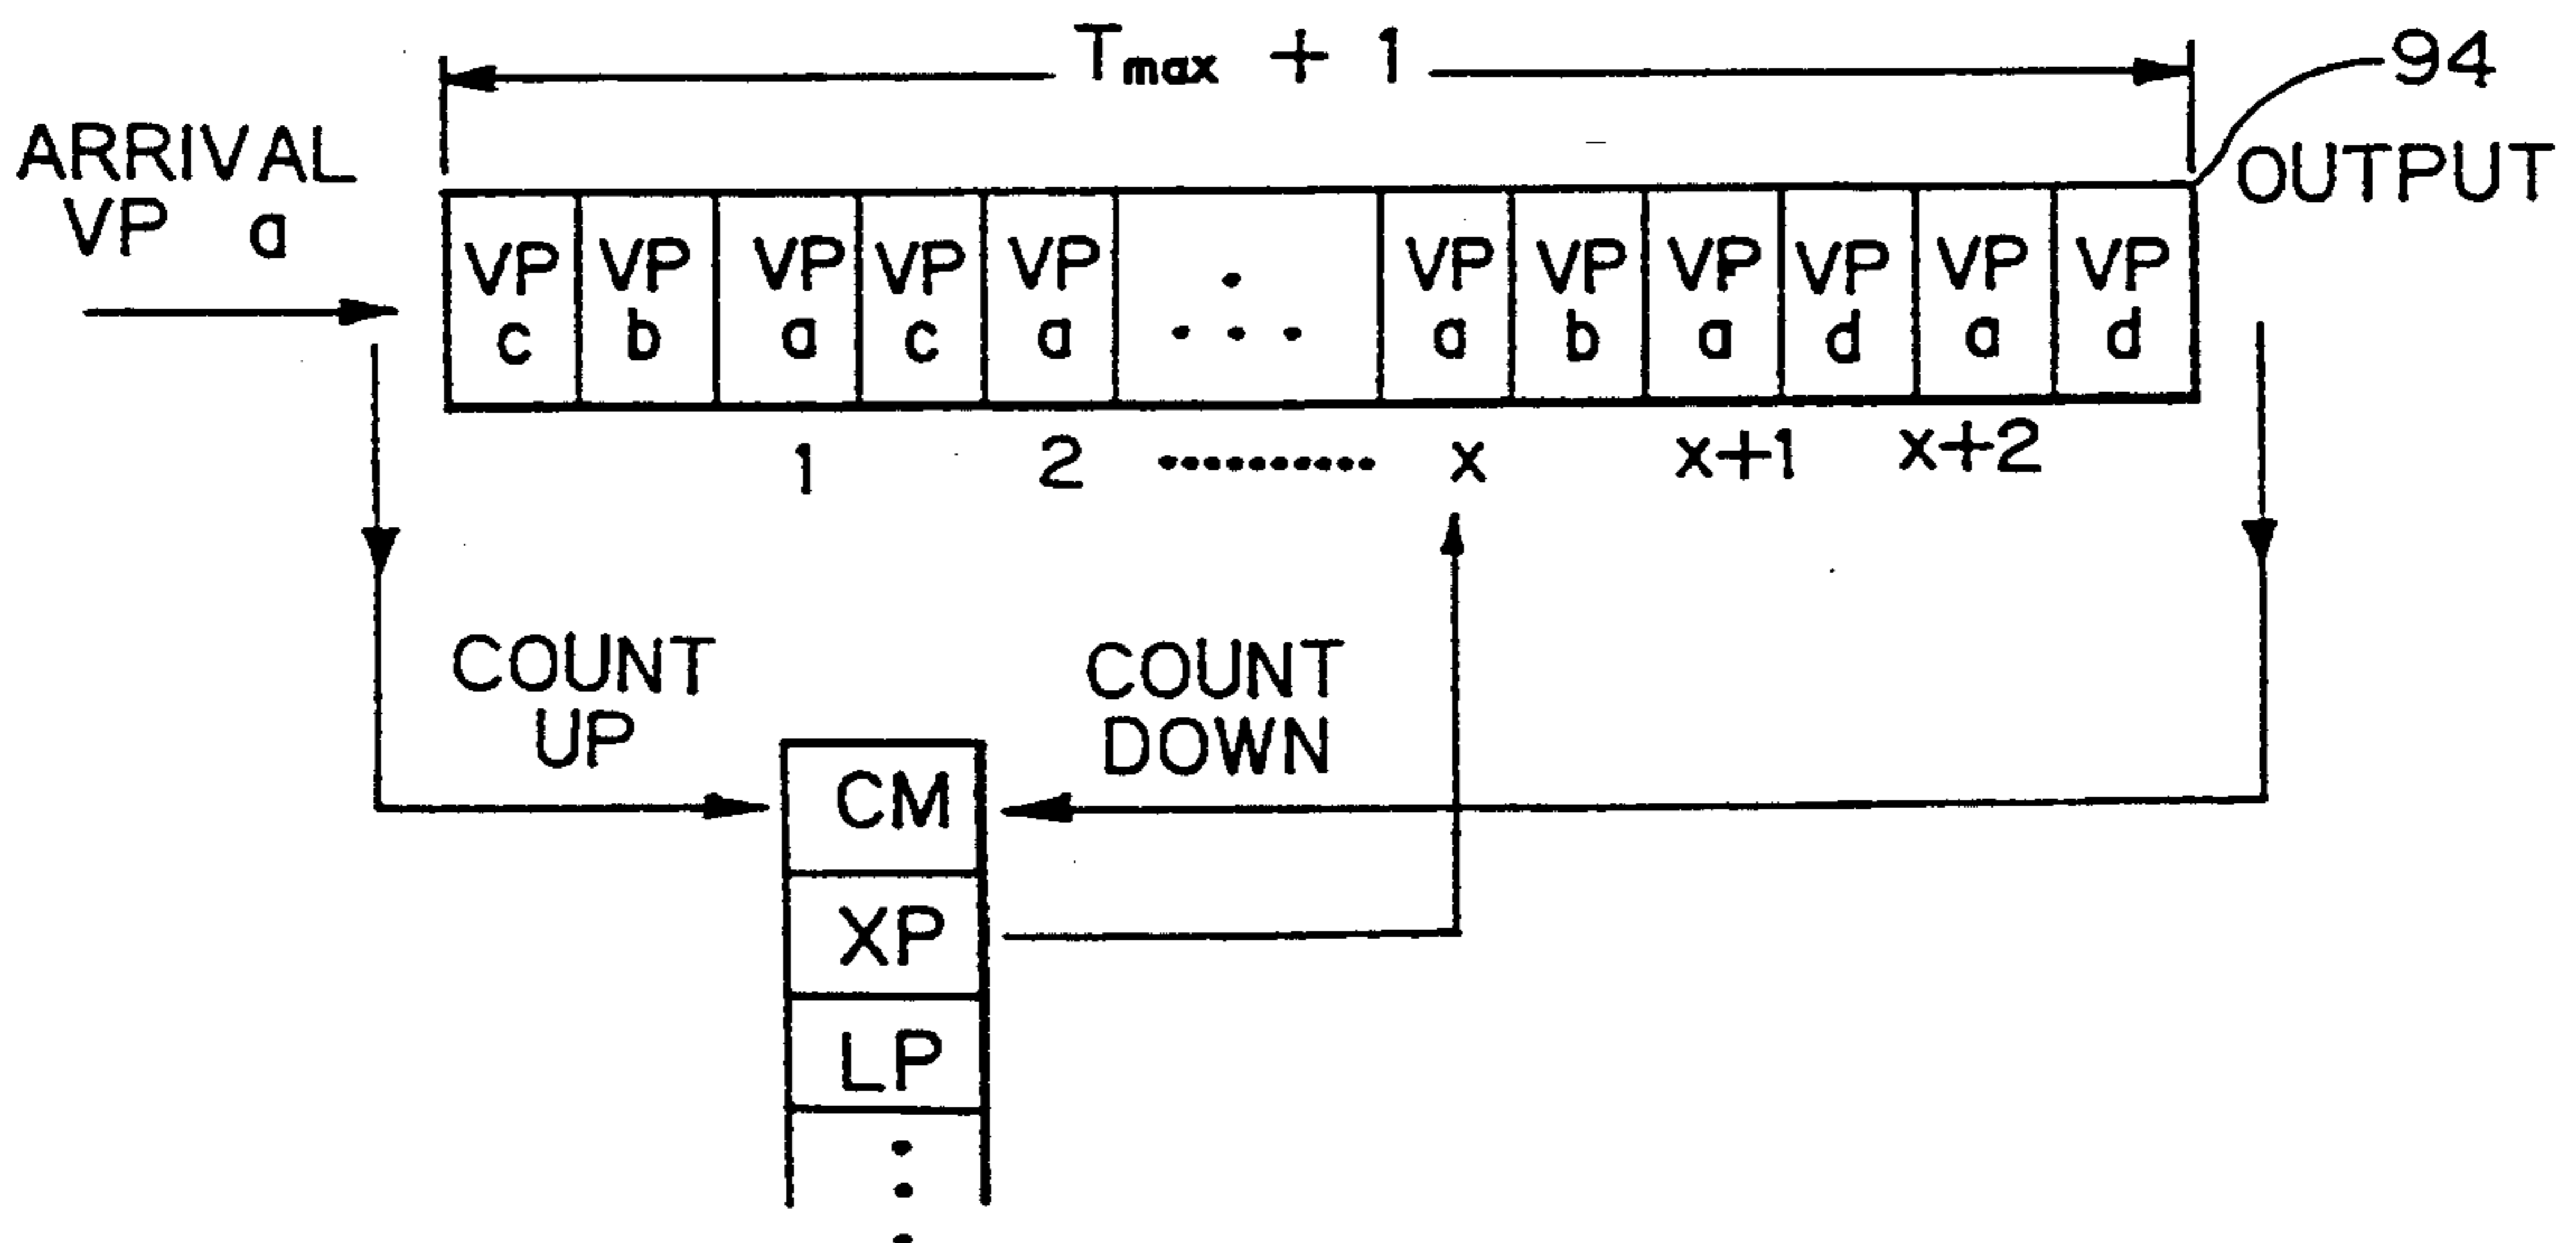 T_max + 1
94
ARRIVAL
VP a
OUTPUT
VP c
VP b
VP a
VP c
VP a
. . . .
VP a
VP b
VP a
VP d
VP a
VP d
1 2 .......... x x+1 x+2
COUNT
UP
COUNT
DOWN
CM
XP
LP